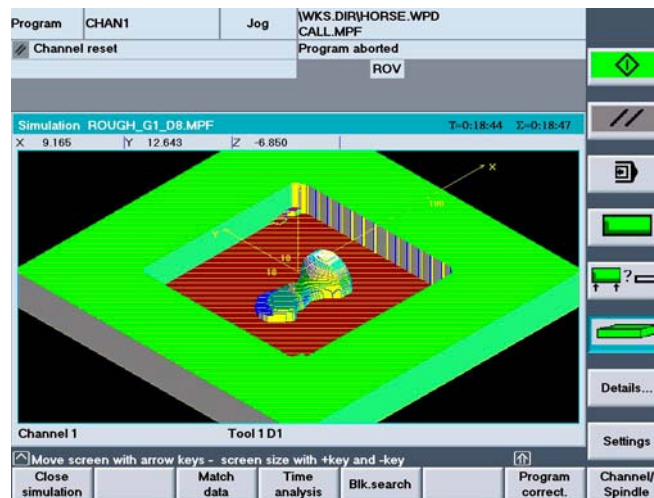 Program CHAN1 Jog \WKS.DIR\HORSE.WPD
CALL.MPF
Channel reset Program aborted
ROV
Simulation ROUGH_G1_D8.MPF T=0:18:44 Σ=0:18:47
X 9.165 Y 12.643 Z -6.850
X
100
Y
10
10
?
Channel 1 Tool 1 D1
Details...
Settings
Move screen with arrow keys - screen size with +key and -key
Close simulation
Match data
Time analysis
Blk.search
Program correct.
Channel/ Spindle